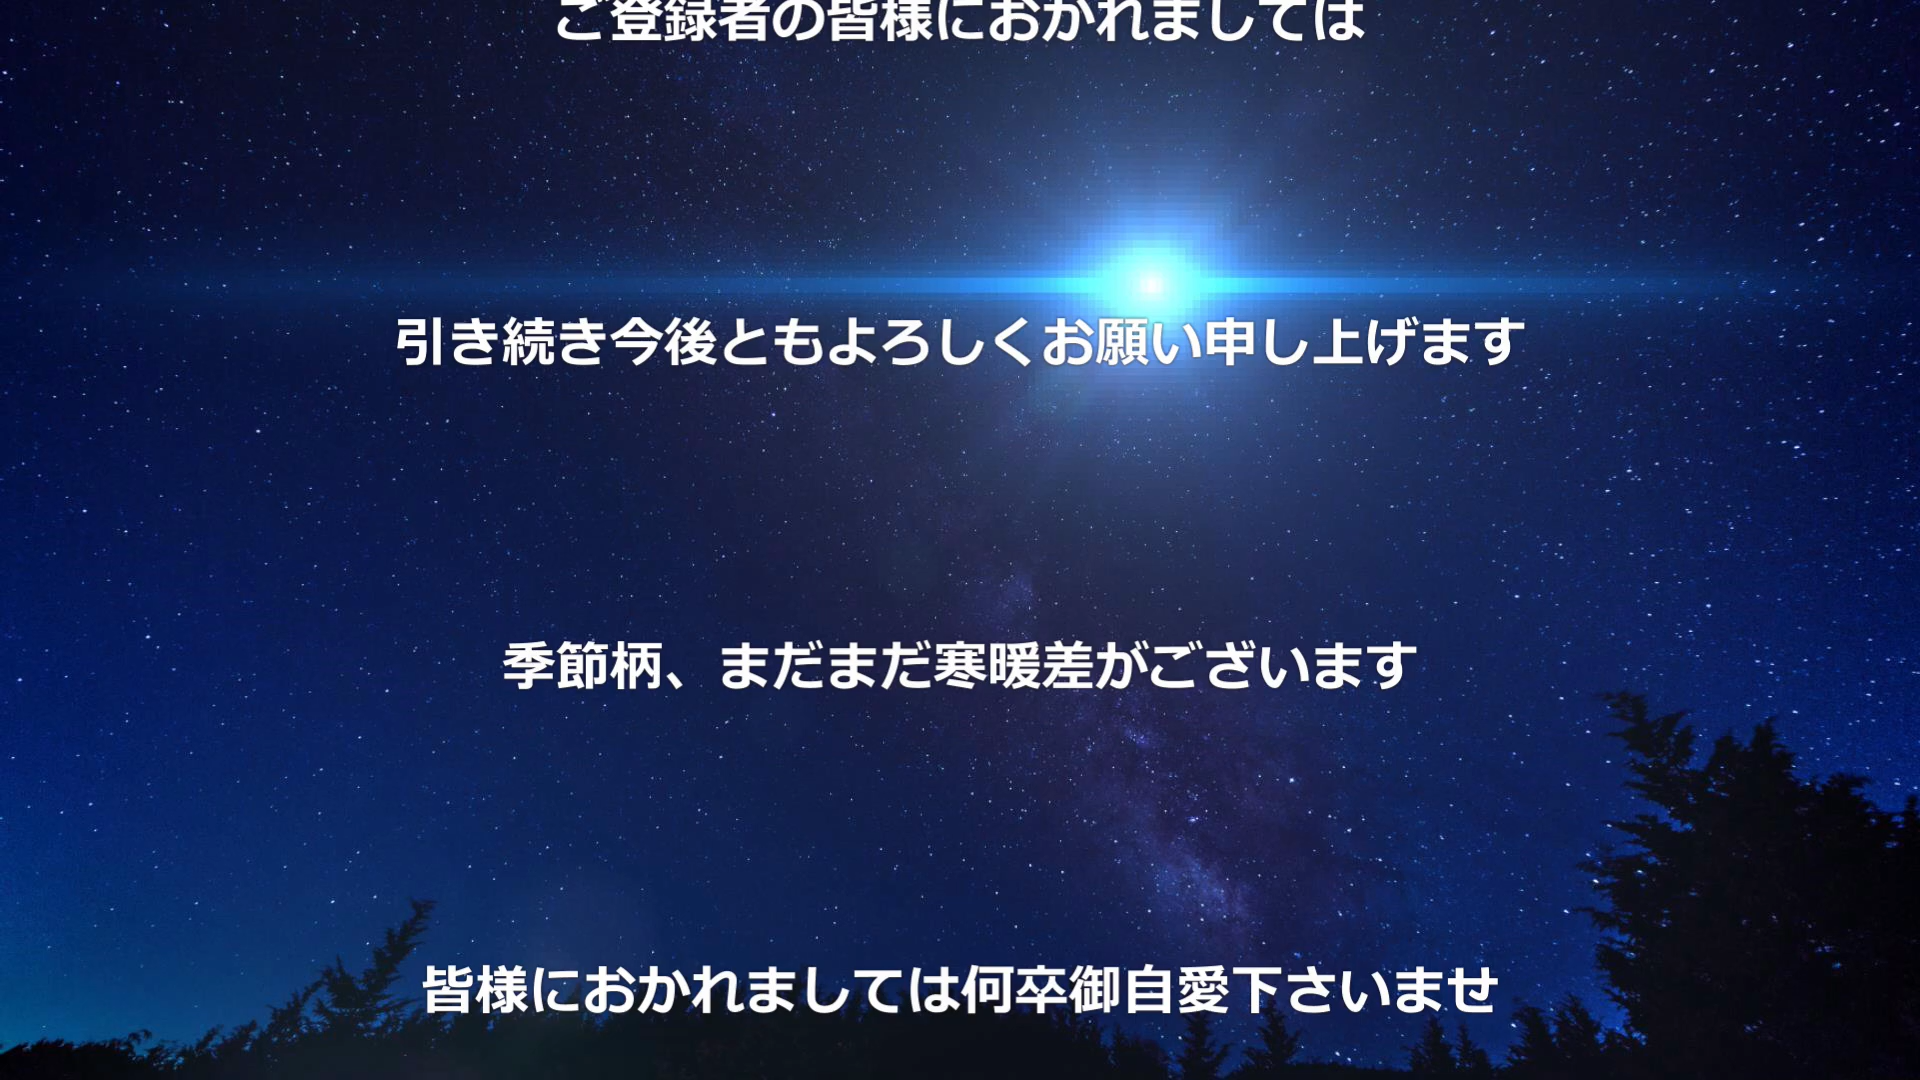 ご登録者の皆様におかれましては
引き続き今後ともよろしくお願い申し上げます
季節柄、まだまだ寒暖差がございます
皆様におかれましては何卒御自愛下さいませ